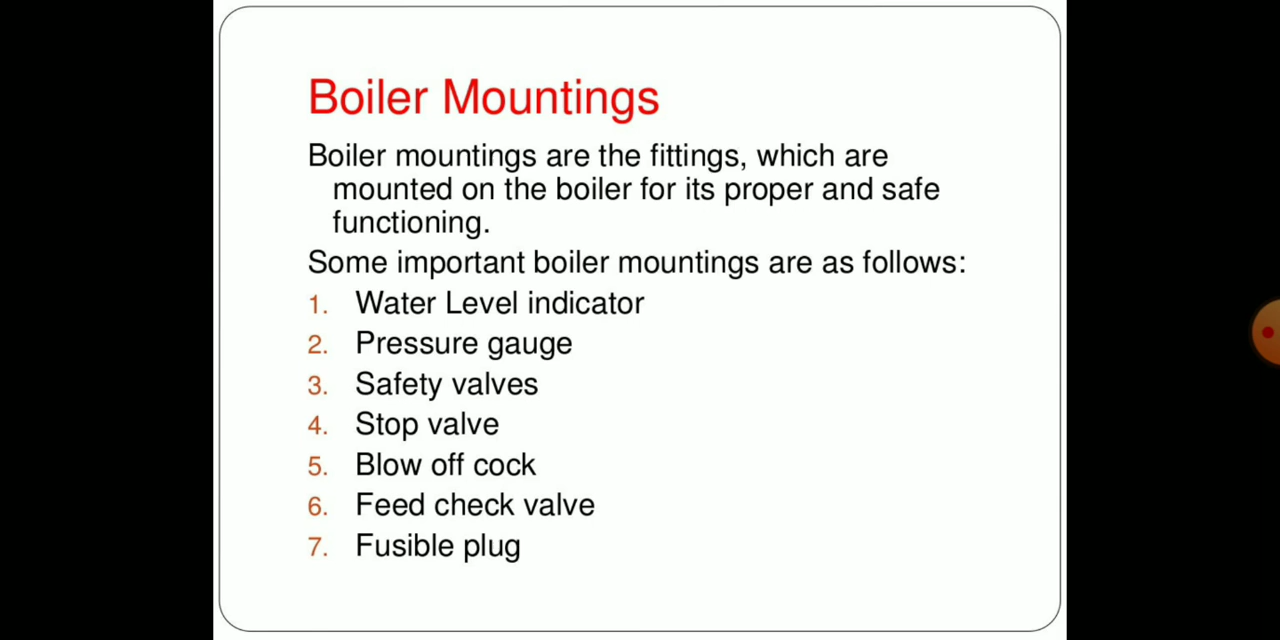 Boiler Mountings
Boiler mountings are the fittings, which are
mounted on the boiler for its proper and safe
functioning.
Some important boiler mountings are as follows:
1. Water Level indicator
2. Pressure gauge
3. Safety valves
4. Stop valve
5. Blow off cock
6. Feed check valve
7. Fusible plug